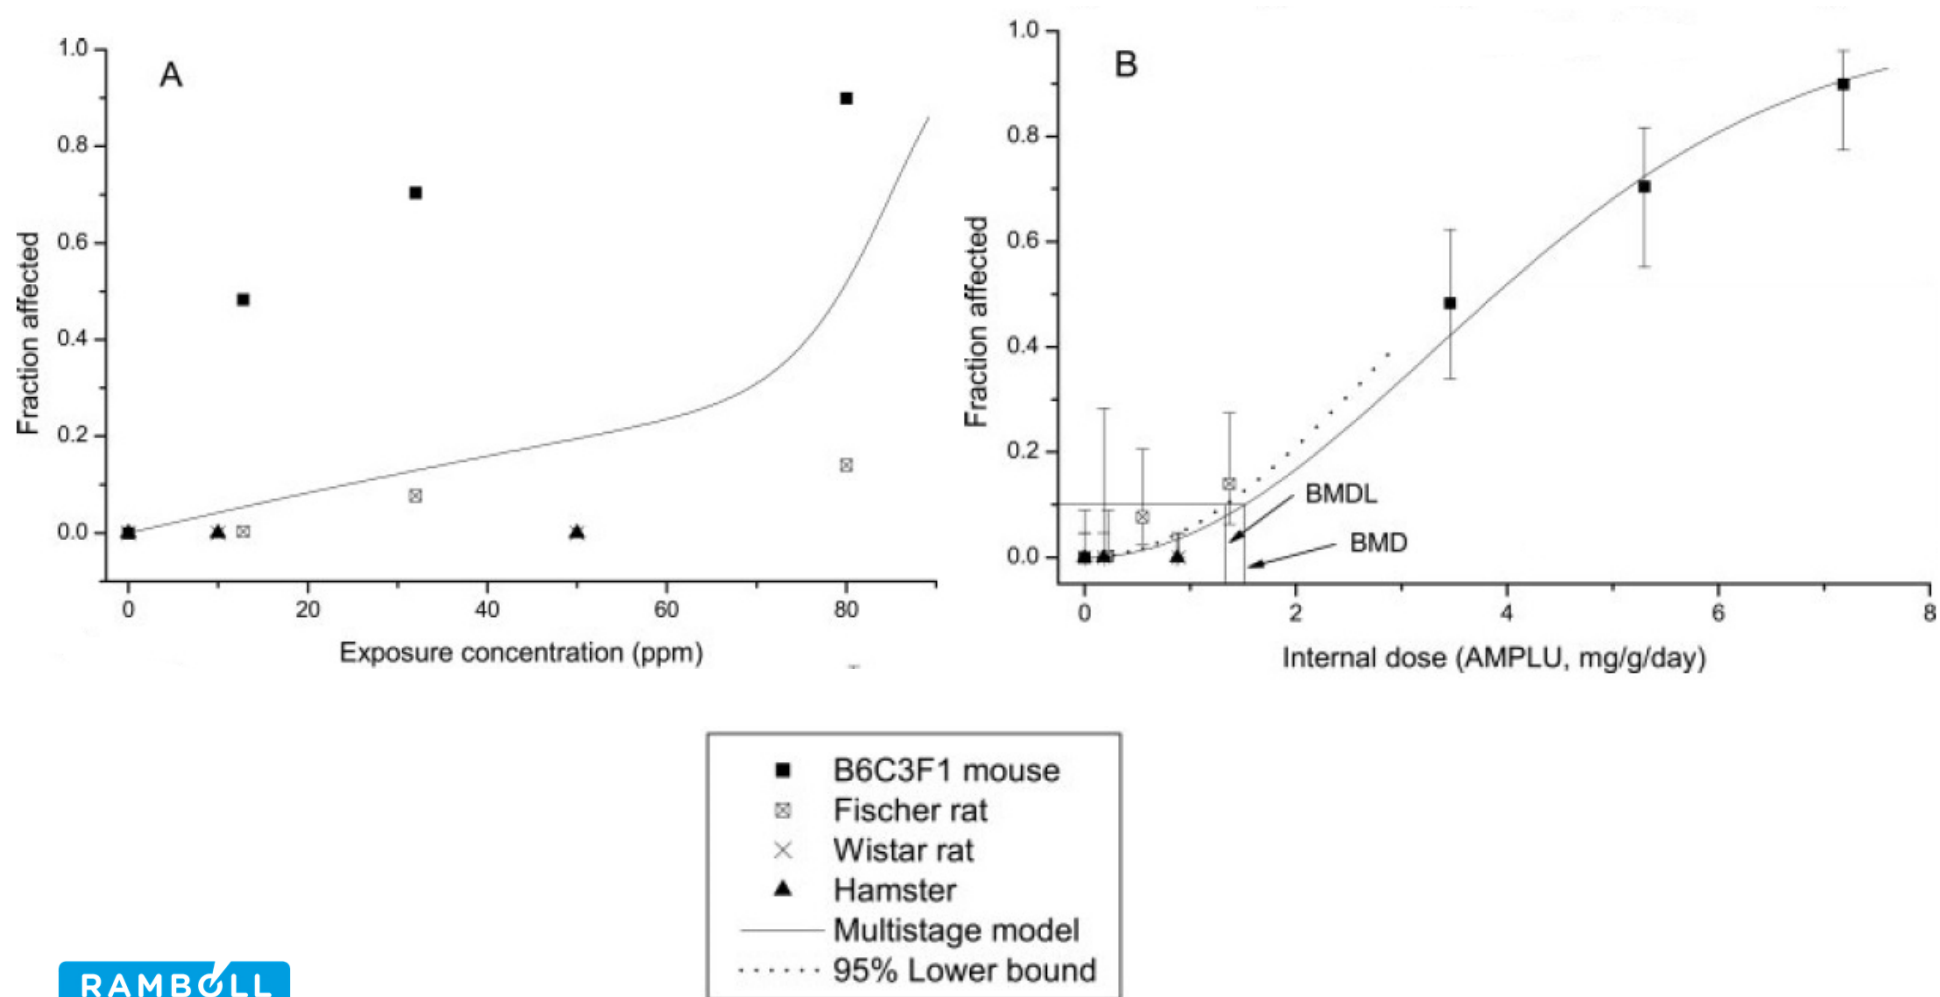 A
1.0
0.8
0.6
0.4
0.2
0.0
Fraction affected
0 20 40 60 80
Exposure concentration (ppm)
B
1.0
0.8
0.6
0.4
0.2
0.0
Fraction affected
BMDL
BMD
0 2 4 6 8
Internal dose (AMPLU, mg/g/day)
B6C3F1 mouse
Fischer rat
Wistar rat
Hamster
Multistage model
95% Lower bound
RAMBOLL